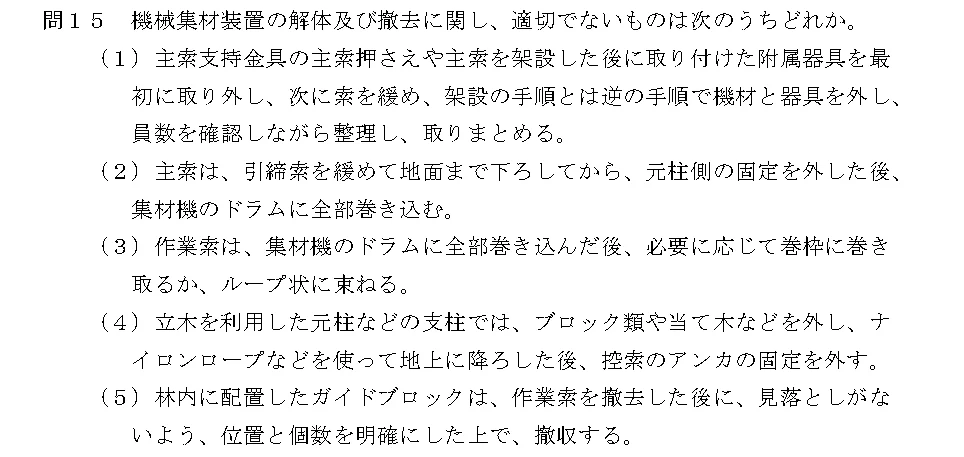 問１５　機械集材装置の解体及び撤去に関し、適切でないものは次のうちどれか。
（１）主索支持金具の主索押さえや主索を架設した後に取り付けた附属器具を最
初に取り外し、次に索を緩め、架設の手順とは逆の手順で機材と器具を外し、
員数を確認しながら整理し、取りまとめる。
（２）主索は、引締索を緩めて地面まで下ろしてから、元柱側の固定を外した後、
集材機のドラムに全部巻き込む。
（３）作業索は、集材機のドラムに全部巻き込んだ後、必要に応じて巻枠に巻き
取るか、ループ状に束ねる。
（４）立木を利用した元柱などの支柱では、ブロック類や当て木などを外し、ナ
イロンロープなどを使って地上に降ろした後、控索のアンカの固定を外す。
（５）林内に配置したガイドブロックは、作業索を撤去した後に、見落としがな
いよう、位置と個数を明確にした上で、撤収する。